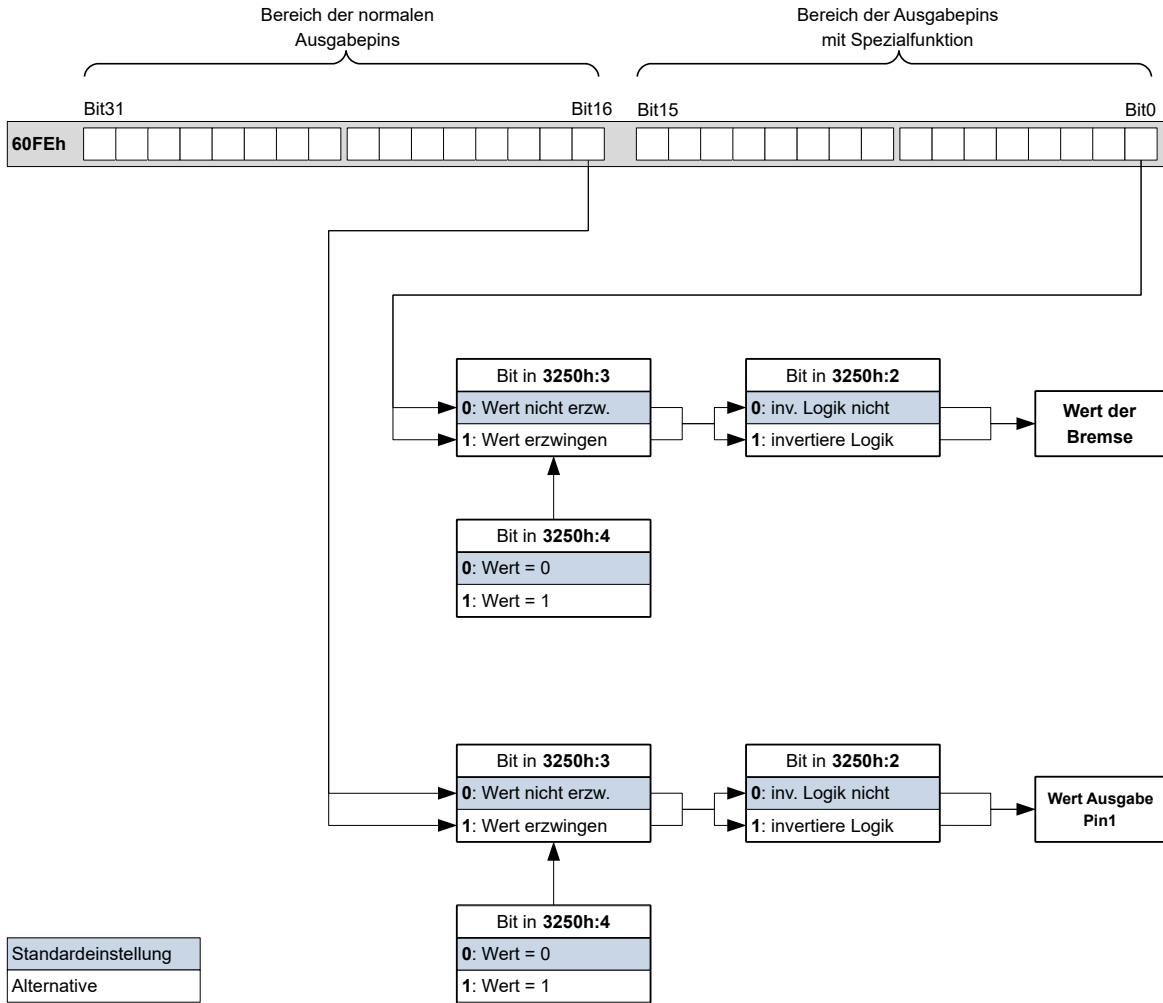 Bereich der normalen
Ausgabepins
Bereich der Ausgabepins
mit Spezialfunktion
Bit31
Bit16
Bit15
Bit0
60FEh
Bit in 3250h:3
0: Wert nicht erzw.
1: Wert erzwingen
Bit in 3250h:2
0: inv. Logik nicht
1: invertiere Logik
Wert der
Bremse
Bit in 3250h:4
0: Wert = 0
1: Wert = 1
Bit in 3250h:3
0: Wert nicht erzw.
1: Wert erzwingen
Bit in 3250h:2
0: inv. Logik nicht
1: invertiere Logik
Wert Ausgabe
Pin1
Bit in 3250h:4
0: Wert = 0
1: Wert = 1
Standardeinstellung
Alternative